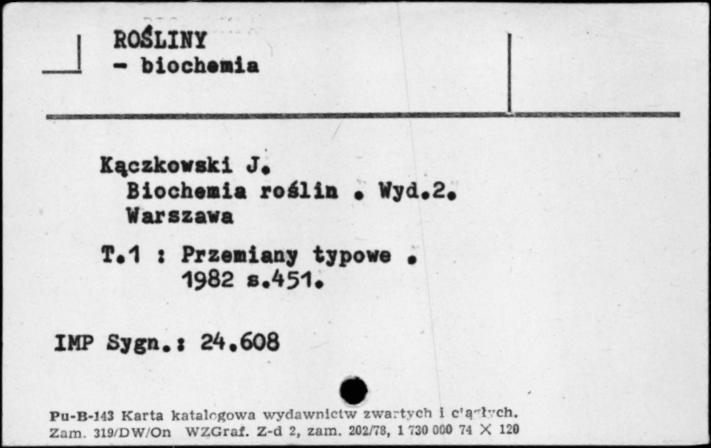 ROŚLINY
- biochemia
Kączkowski J.
Biochemia roślin . Wyd.2.
Warszawa
T.1 : Przemiany typowe .
1982 s.451.
IMP Sygn.: 24.608
Pu-B-143 Karta katalogowa wydawnictw zwartych i ciągłych.
Zam. 319/DW/On WZGraf. Z-d 2, zam. 202/78, 1 730 000 74 X 120